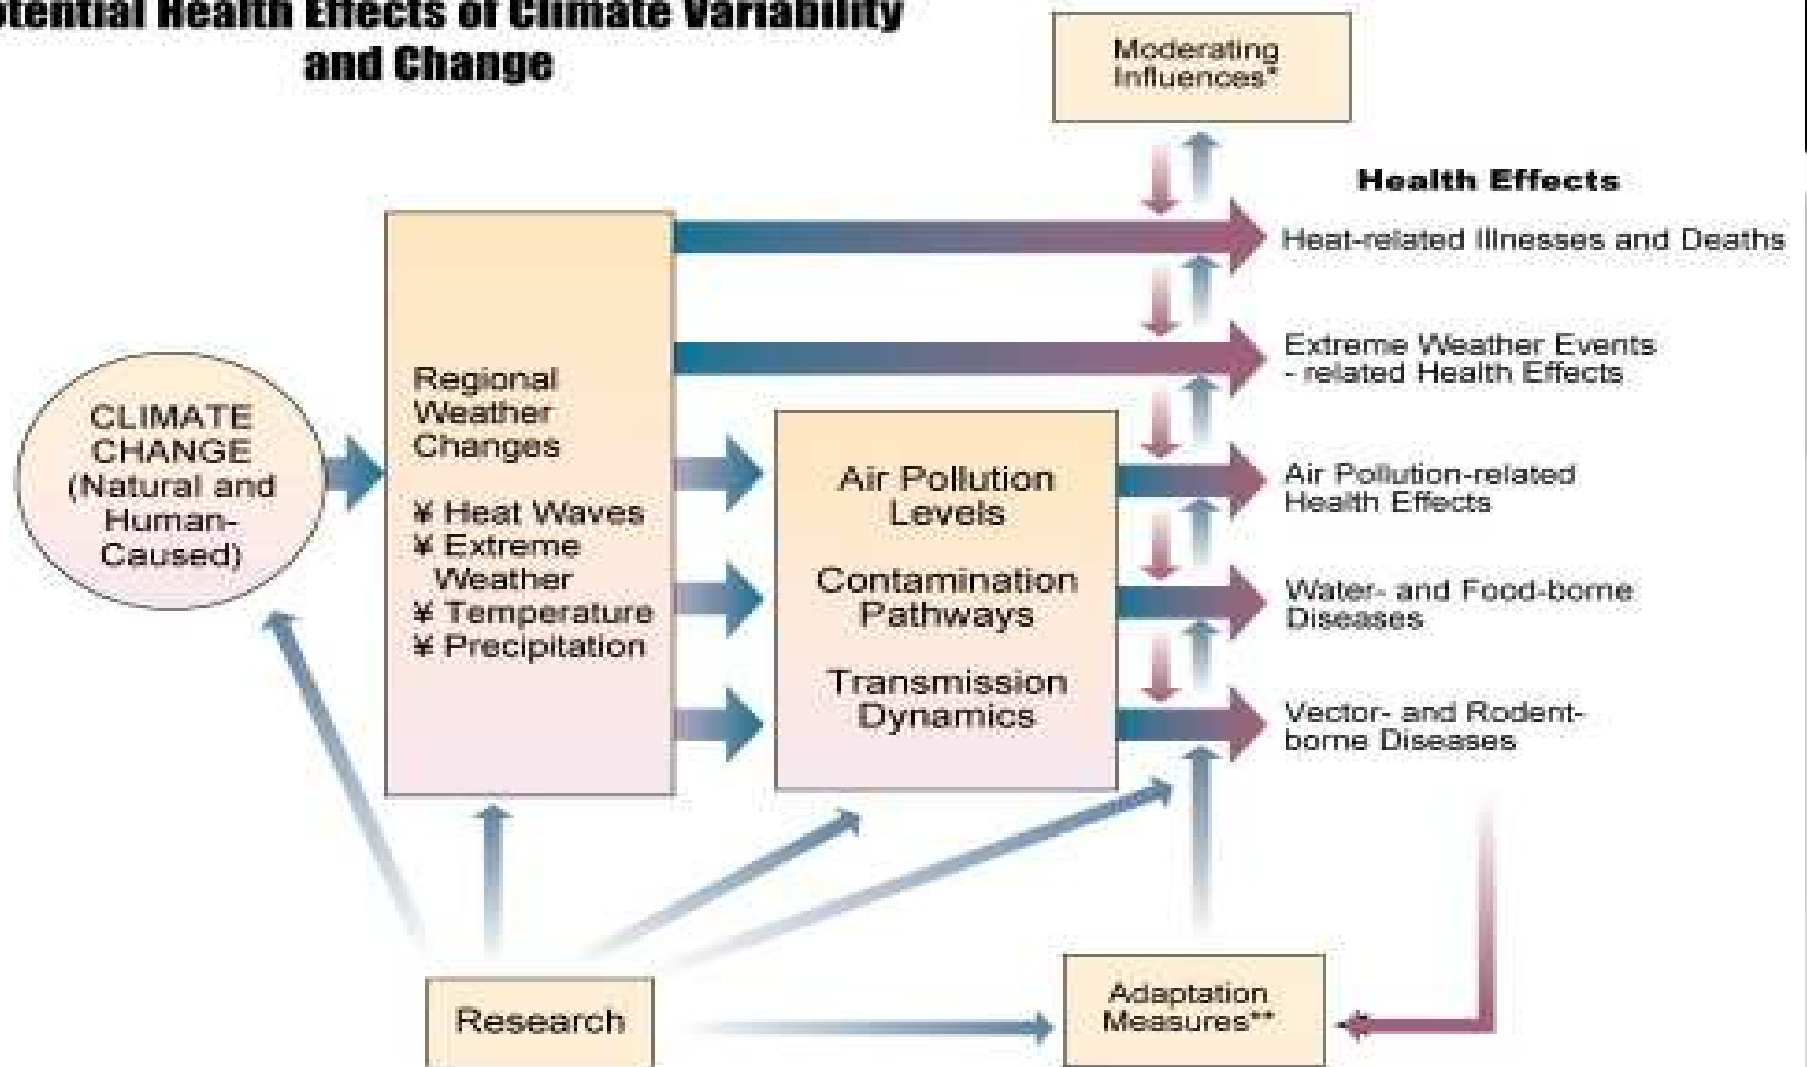 otential Health Effects of Climate Variability
and Change
Moderating
Influences*
Health Effects
Heat-related Illnesses and Deaths
Extreme Weather Events
- related Health Effects
Air Pollution-related
Health Effects
Water- and Food-borne
Diseases
Vector- and Rodent-
borne Diseases
CLIMATE
CHANGE
(Natural and
Human-
Caused)
Regional
Weather
Changes
¥ Heat Waves
¥ Extreme
Weather
¥ Temperature
¥ Precipitation
Air Pollution
Levels
Contamination
Pathways
Transmission
Dynamics
Research
Adaptation
Measures**